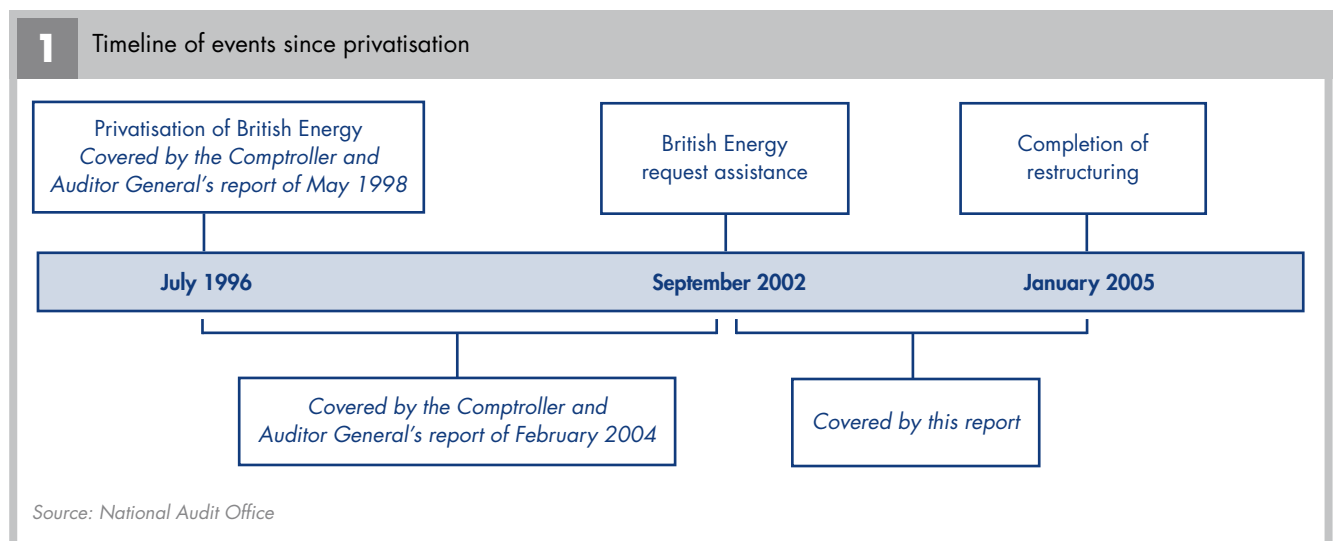 1
Timeline of events since privatisation
Privatisation of British Energy
Covered by the Comptroller and
Auditor General's report of May 1998
British Energy
request assistance
Completion of
restructuring
July 1996
September 2002
January 2005
Covered by the Comptroller and
Auditor General's report of February 2004
Covered by this report
Source: National Audit Office